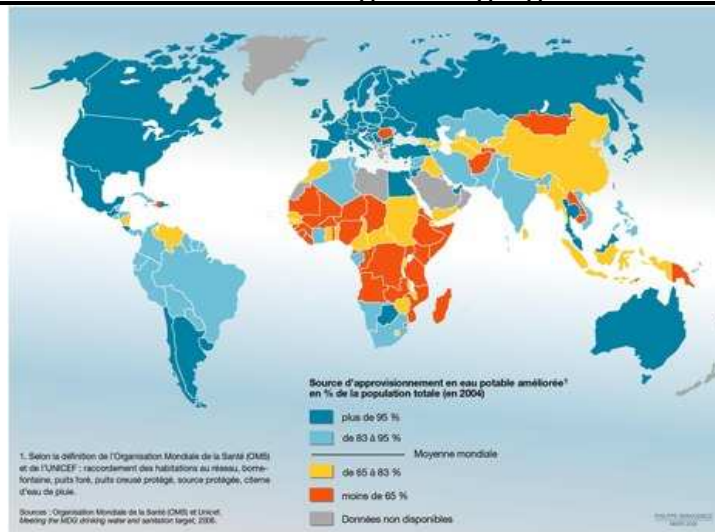 Source d'approvisionnement en eau potable améliorée¹
en % de la population totale (en 2004)
plus de 95 %
de 83 à 95 %
Moyenne mondiale
de 65 à 83 %
moins de 65 %
Données non disponibles
1. Selon la définition de l'Organisation Mondiale de la Santé (OMS)
et de l'UNICEF : raccordement des habitations au réseau, borne-
fontaine, puits foré, puits creusé protégé, source protégée, citerne
d'eau de pluie.
Sources : Organisation Mondiale de la Santé (OMS) et Unicef,
Meeting the MDG drinking water and sanitation target, 2006.